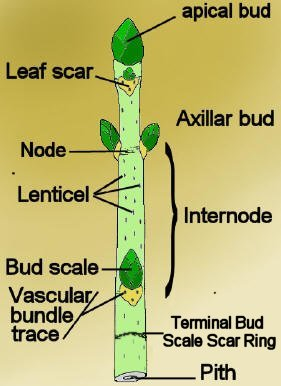 apical bud
Leaf scar
Axillar bud
Node
Lenticel
Internode
Bud scale
Vascular
bundle
trace
Terminal Bud
Scale Scar Ring
Pith